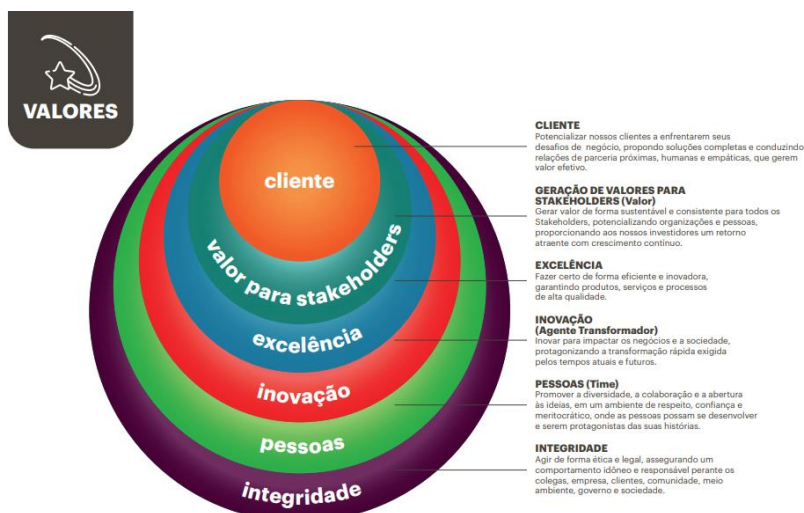 VALORES
cliente
valor para stakeholders
excelência
inovação
pessoas
integridade
CLIENTE
Potencializar nossos clientes a enfrentarem seus
desafios de negócio, propondo soluções completas e conduzindo
relações de parceria próximas, humanas e empáticas, que gerem
valor efetivo.
GERAÇÃO DE VALORES PARA
STAKEHOLDERS (Valor)
Gerar valor de forma sustentável e consistente para todos os
Stakeholders, potencializando organizações e pessoas,
proporcionando aos nossos investidores um retorno
atraente com crescimento contínuo.
EXCELÊNCIA
Fazer certo de forma eficiente e inovadora,
garantindo produtos, serviços e processos
de alta qualidade.
INOVAÇÃO
(Agente Transformador)
Inovar para impactar os negócios e a sociedade,
protagonizando a transformação rápida exigida
pelos tempos atuais e futuros.
PESSOAS (Time)
Promover a diversidade, a colaboração e a abertura
às ideias, em um ambiente de respeito, confiança e
meritocrático, onde as pessoas possam se desenvolver
e serem protagonistas das suas histórias.
INTEGRIDADE
Agir de forma ética e legal, assegurando um
comportamento idôneo e responsável perante os
colegas, empresa, clientes, comunidade, meio
ambiente, governo e sociedade.